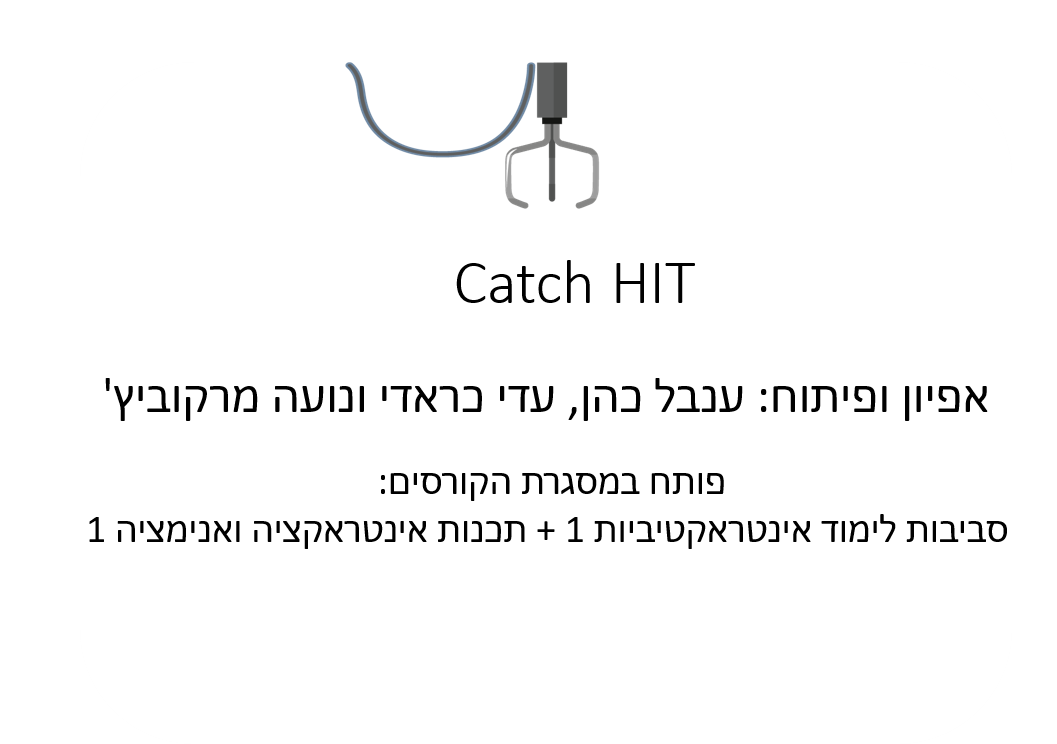 Catch HIT
אפיון ופיתוח: ענבל כהן, עדי כראדי ונועה מרקוביץ'
פותח במסגרת הקורסים:
סביבות לימוד אינטראקטיביות 1 + תכנות אינטראקציה ואנימציה 1